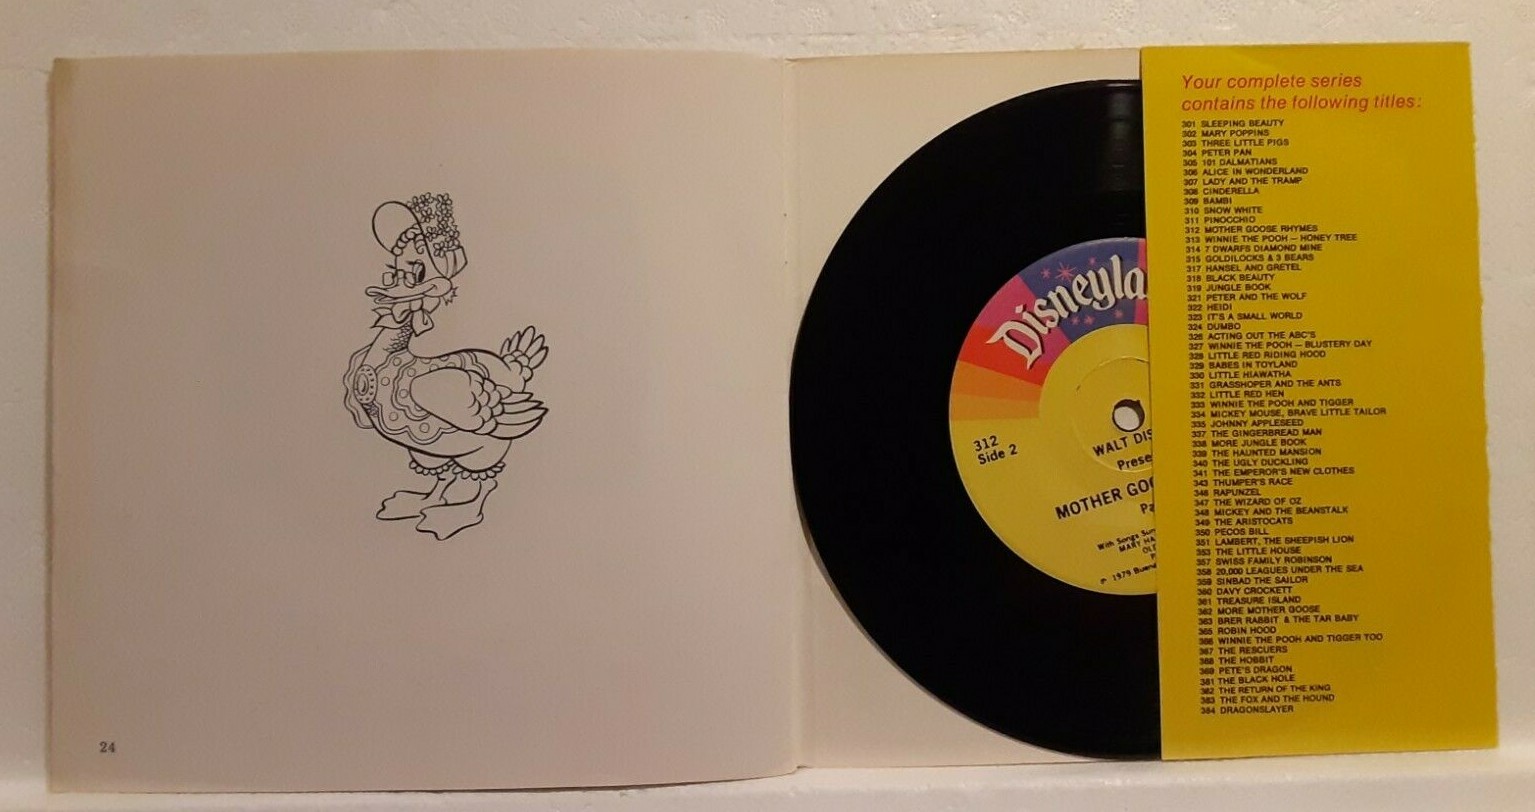 24
Disneyla
312
Side 2
WALT DIS
Prese
MOTHER GOO
Pa
With Songs Sun
MARY HA
OLD
P
℗ 1979 Buena
Your complete series
contains the following titles:
301 SLEEPING BEAUTY
302 MARY POPPINS
303 THREE LITTLE PIGS
304 PETER PAN
305 101 DALMATIANS
306 ALICE IN WONDERLAND
307 LADY AND THE TRAMP
308 CINDERELLA
309 BAMBI
310 SNOW WHITE
311 PINOCCHIO
312 MOTHER GOOSE RHYMES
313 WINNIE THE POOH — HONEY TREE
314 7 DWARFS DIAMOND MINE
315 GOLDILOCKS & 3 BEARS
317 HANSEL AND GRETEL
318 BLACK BEAUTY
319 JUNGLE BOOK
321 PETER AND THE WOLF
322 HEIDI
323 IT'S A SMALL WORLD
324 DUMBO
326 ACTING OUT THE ABC'S
327 WINNIE THE POOH — BLUSTERY DAY
328 LITTLE RED RIDING HOOD
329 BABES IN TOYLAND
330 LITTLE HIAWATHA
331 GRASSHOPER AND THE ANTS
332 LITTLE RED HEN
333 WINNIE THE POOH AND TIGGER
334 MICKEY MOUSE, BRAVE LITTLE TAILOR
335 JOHNNY APPLESEED
337 THE GINGERBREAD MAN
338 MORE JUNGLE BOOK
339 THE HAUNTED MANSION
340 THE UGLY DUCKLING
341 THE EMPEROR'S NEW CLOTHES
343 THUMPER'S RACE
346 RAPUNZEL
347 THE WIZARD OF OZ
348 MICKEY AND THE BEANSTALK
349 THE ARISTOCATS
350 PECOS BILL
351 LAMBERT, THE SHEEPISH LION
353 THE LITTLE HOUSE
357 SWISS FAMILY ROBINSON
358 20,000 LEAGUES UNDER THE SEA
359 SINBAD THE SAILOR
360 DAVY CROCKETT
361 TREASURE ISLAND
362 MORE MOTHER GOOSE
363 BRER RABBIT & THE TAR BABY
365 ROBIN HOOD
366 WINNIE THE POOH AND TIGGER TOO
367 THE RESCUERS
368 THE HOBBIT
369 PETE'S DRAGON
381 THE BLACK HOLE
382 THE RETURN OF THE KING
383 THE FOX AND THE HOUND
384 DRAGONSLAYER